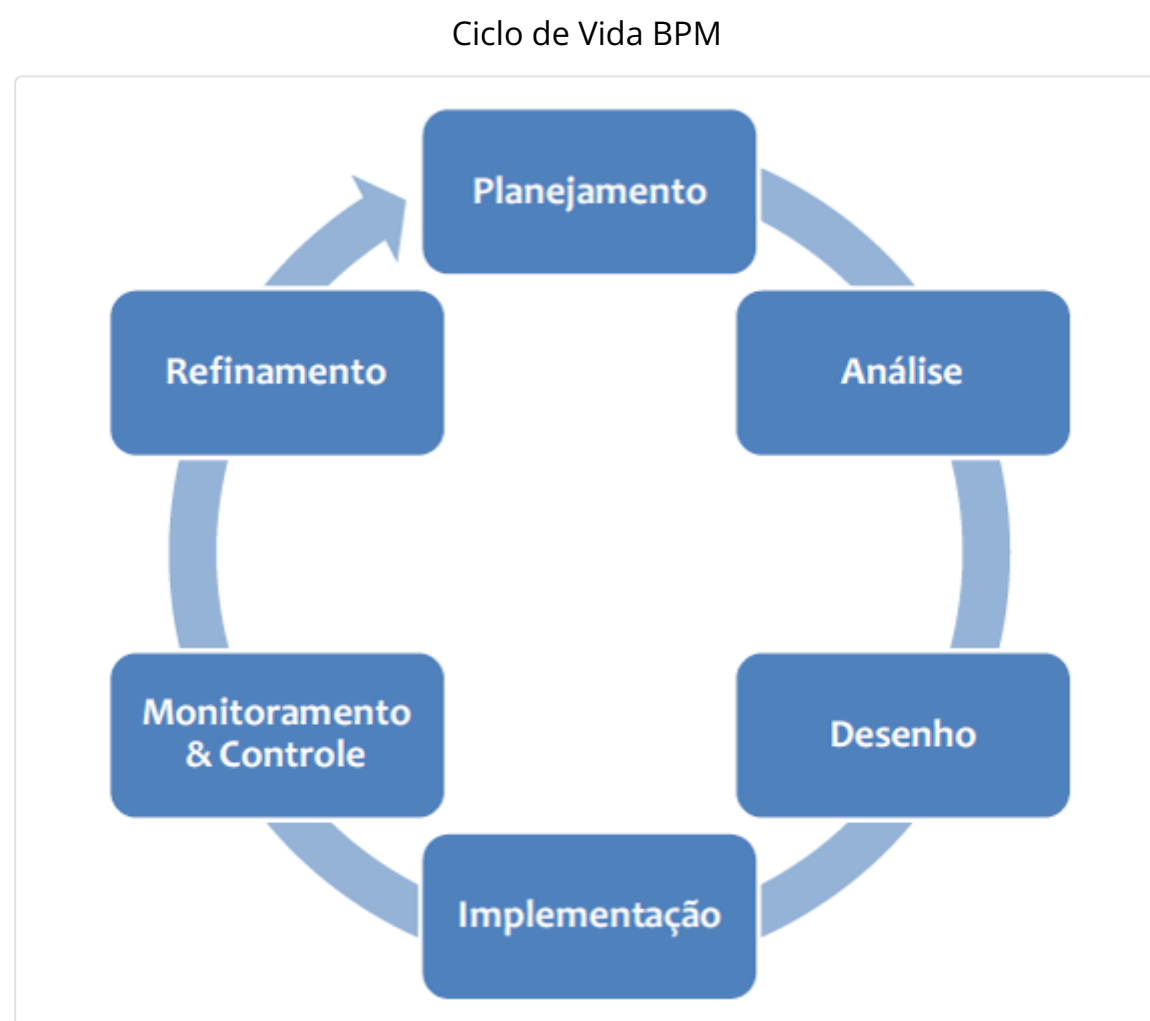 Ciclo de Vida BPM
Planejamento
Análise
Desenho
Implementação
Monitoramento
& Controle
Refinamento